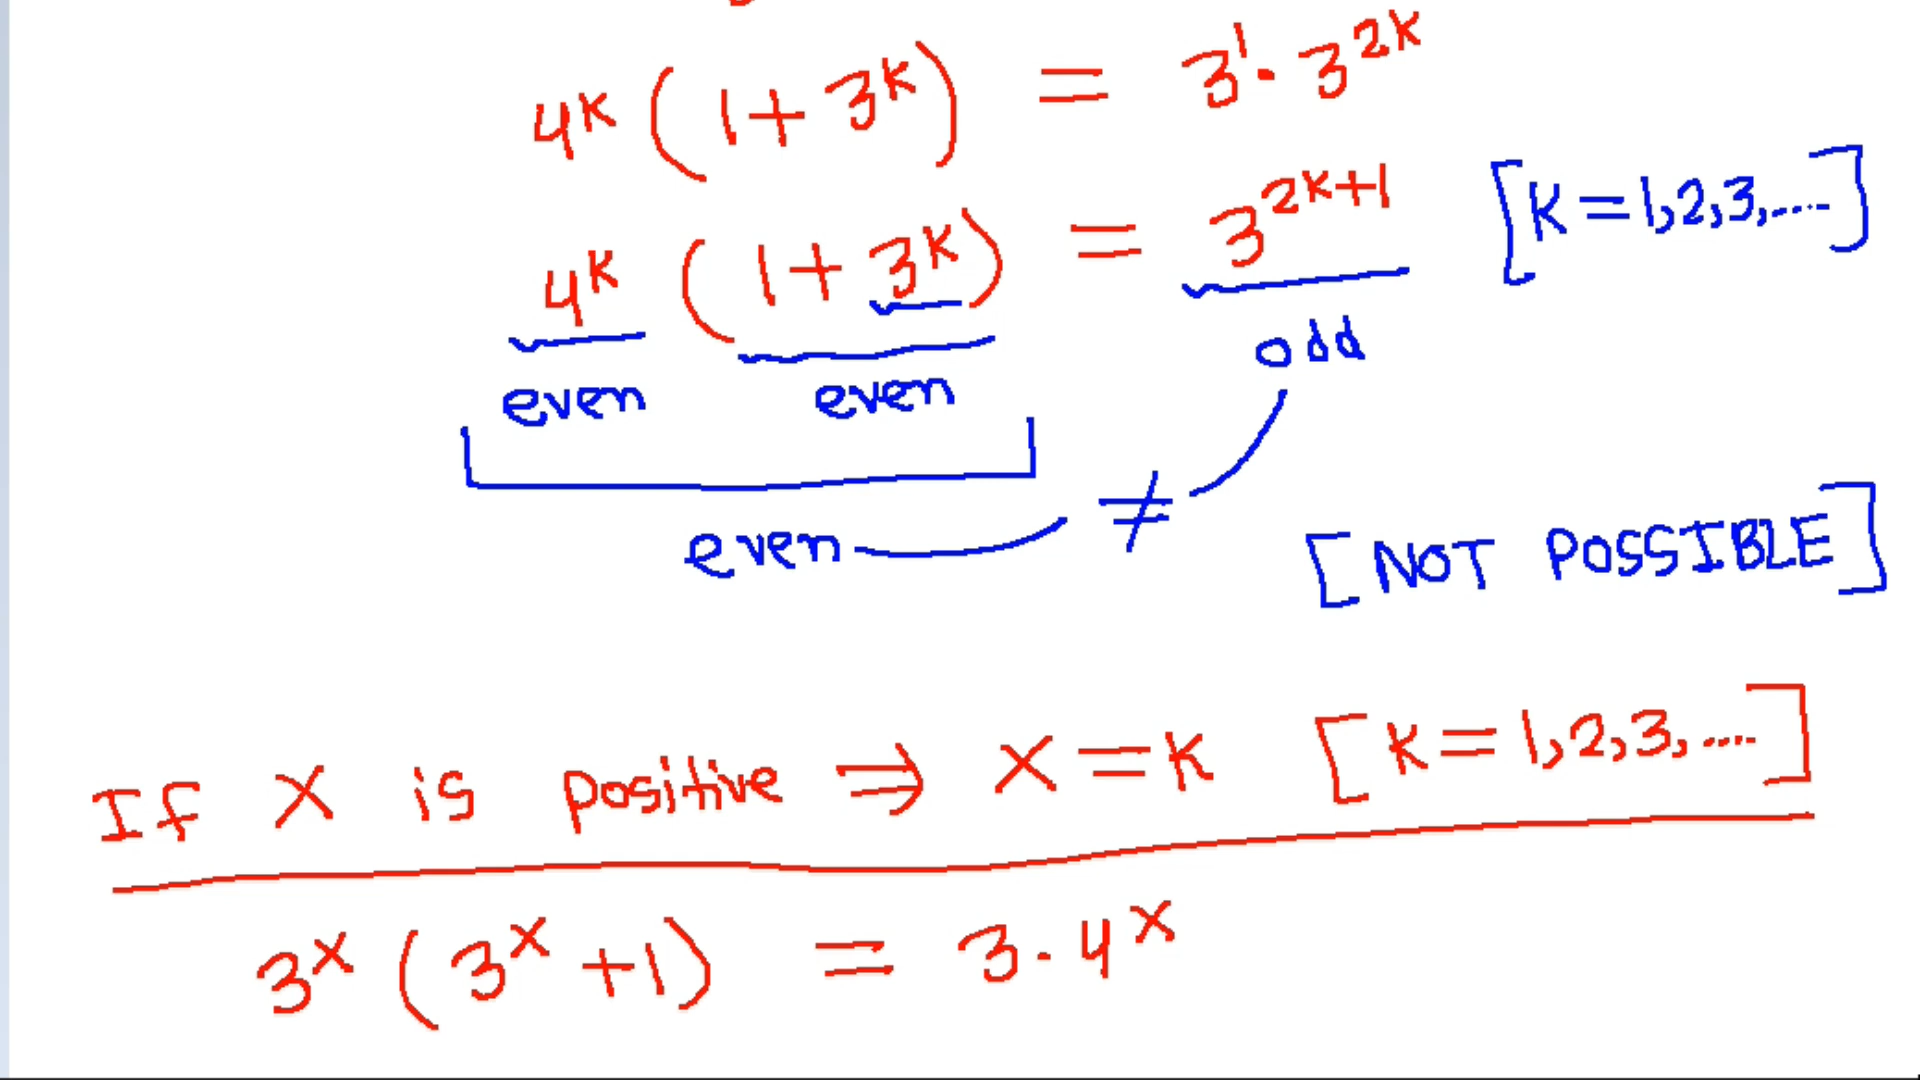 4^k (1 + 3^k) = 3^1 · 3^2k
4^k (1 + 3^k) = 3^2k+1 [k = 1,2,3,....]
even even odd
even ≠ [NOT POSSIBLE]
If x is positive ⇒ x = k [k = 1,2,3,....]
3^x (3^x + 1) = 3 · 4^x